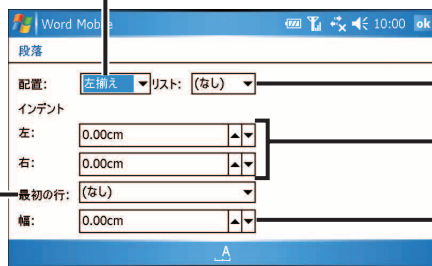 Word Mobile 10:00 ok
段落
配置: 左揃え リスト: (なし)
インデント
左: 0.00cm
右: 0.00cm
最初の行: (なし)
幅: 0.00cm
A